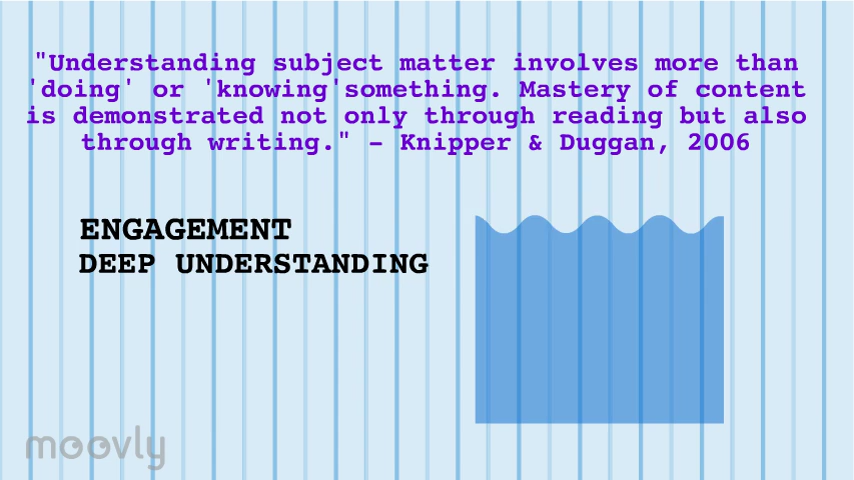 "Understanding subject matter involves more than
'doing' or 'knowing'something. Mastery of content
is demonstrated not only through reading but also
through writing." - Knipper & Duggan, 2006
ENGAGEMENT
DEEP UNDERSTANDING
moovly